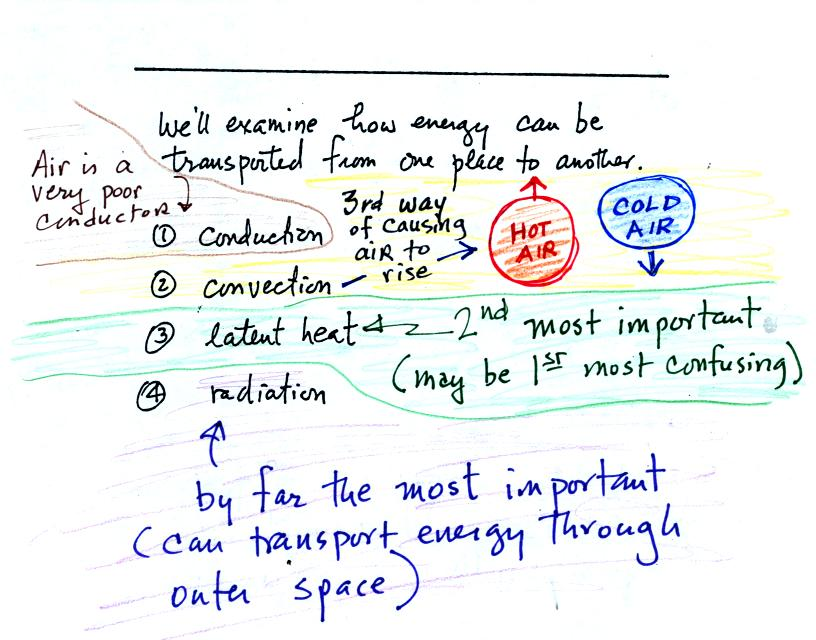 We'll examine how energy can be
transported from one place to another.
Air is a
very poor
conductor
① conduction
3rd way
of causing
air to
rise
HOT
AIR
COLD
AIR
② convection
③ latent heat
2nd most important
(may be 1st most confusing)
④ radiation
by far the most important
(can transport energy through
outer space)